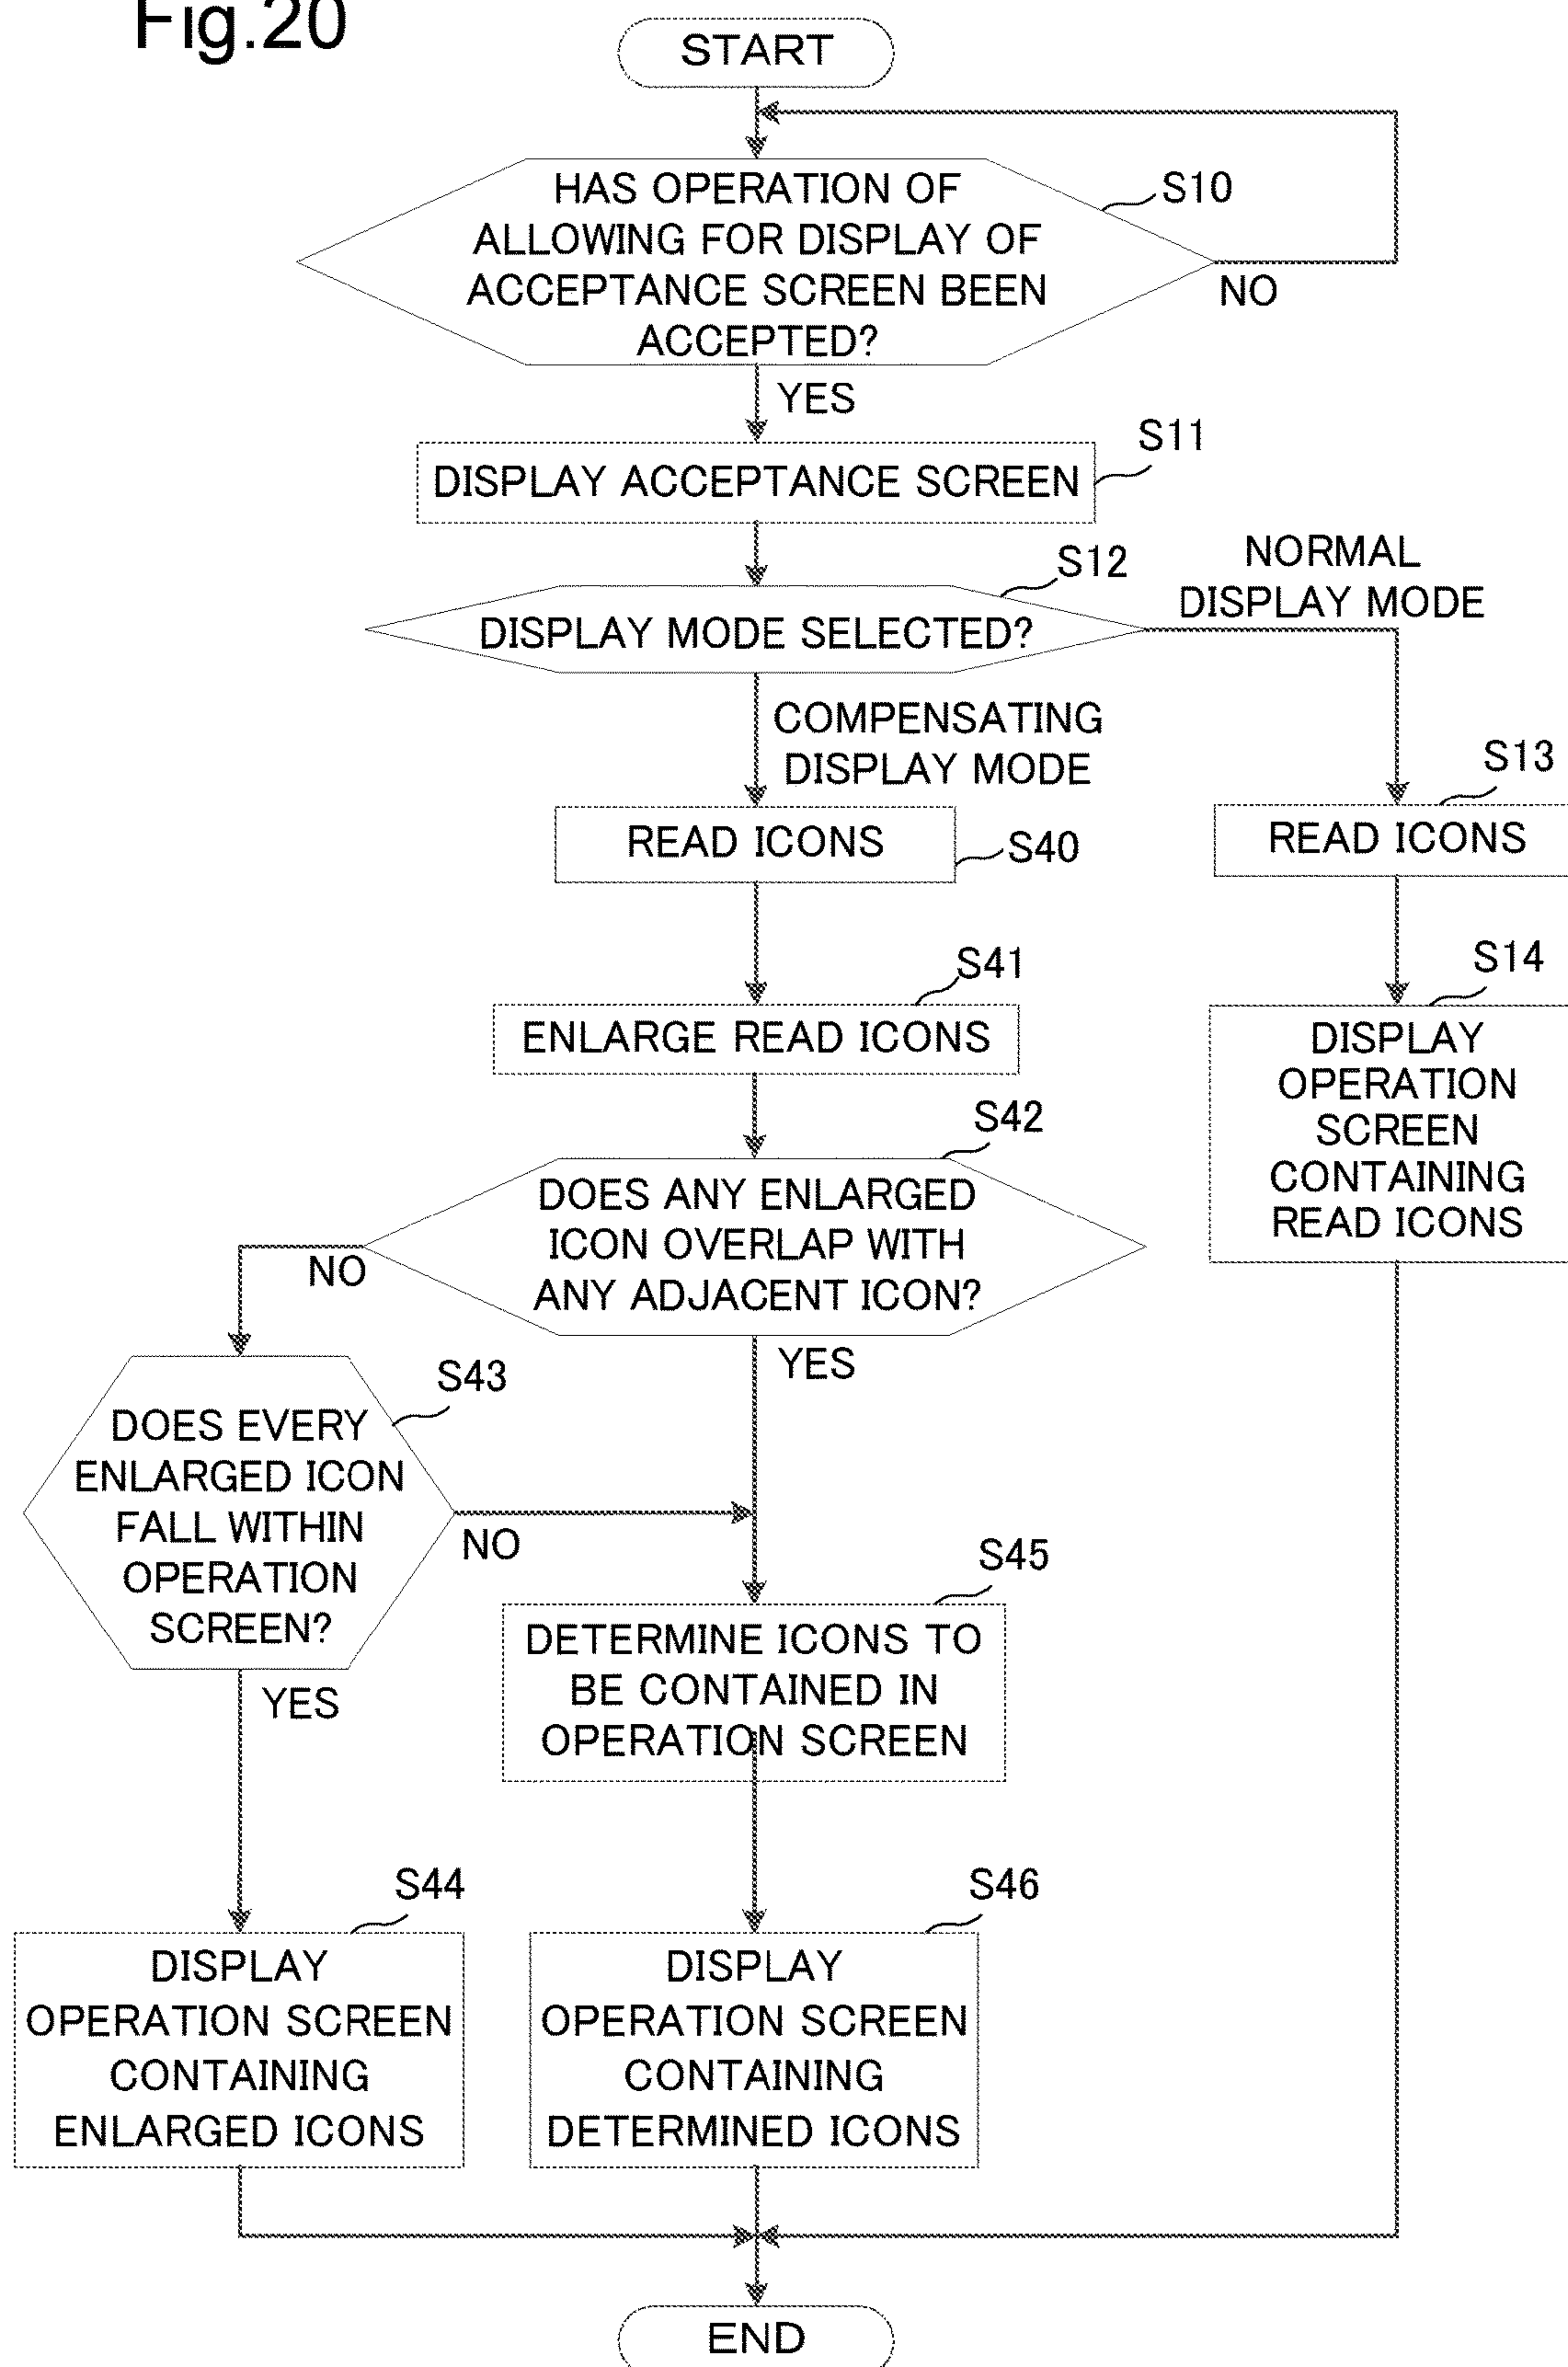 Fig.20
START
HAS OPERATION OF
ALLOWING FOR DISPLAY OF
ACCEPTANCE SCREEN BEEN
ACCEPTED?
S10
NO
YES
S11
DISPLAY ACCEPTANCE SCREEN
S12
DISPLAY MODE SELECTED?
NORMAL
DISPLAY MODE
COMPENSATING
DISPLAY MODE
S13
READ ICONS
S40
READ ICONS
S41
ENLARGE READ ICONS
S14
DISPLAY
OPERATION
SCREEN
CONTAINING
READ ICONS
S42
DOES ANY ENLARGED
ICON OVERLAP WITH
ANY ADJACENT ICON?
NO
YES
S43
DOES EVERY
ENLARGED ICON
FALL WITHIN
OPERATION
SCREEN?
NO
YES
S45
DETERMINE ICONS TO
BE CONTAINED IN
OPERATION SCREEN
S44
DISPLAY
OPERATION SCREEN
CONTAINING
ENLARGED ICONS
S46
DISPLAY
OPERATION SCREEN
CONTAINING
DETERMINED ICONS
END